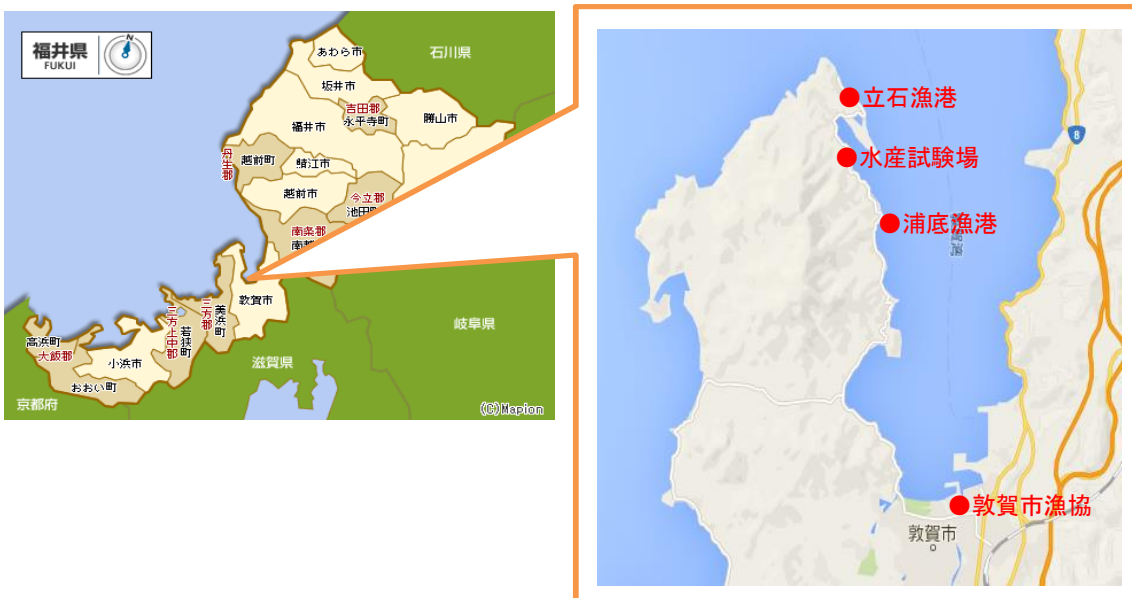 福井県
FUKUI
N
石川県
あわら市
坂井市
吉田郡
永平寺町
勝山市
福井市
丹生郡
越前町
鯖江市
越前市
今立郡
池田町
南条郡
敦賀市
三方郡
美浜町
三方上中郡
若狭町
高浜町
大飯郡
小浜市
おおい町
岐阜県
滋賀県
京都府
(C)Mapion
立石漁港
8
水産試験場
浦底漁港
敦賀市漁協
敦賀市